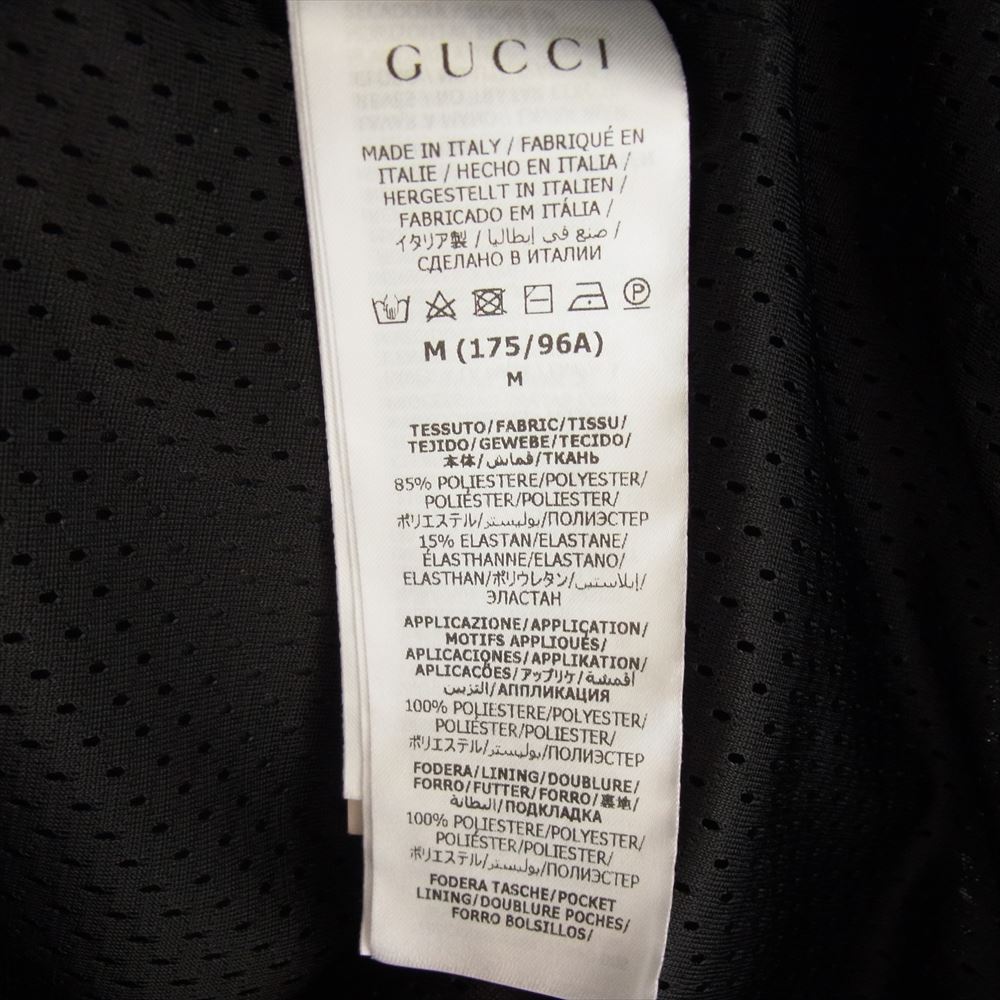 GUCCI
MADE IN ITALY / FABRIQUÉ EN
ITALIE / HECHO EN ITALIA /
HERGESTELLT IN ITALIEN /
FABRICADO EM ITÁLIA /
イタリア製 / صنع في إيطاليا /
СДЕЛАНО В ИТАЛИИ
P
M (175/96A)
M
TESSUTO/FABRIC/TISSU/
TEJIDO/GEWEBE/TECIDO/
本体/قماش/ТКАНЬ
85% POLIESTERE/POLYESTER/
POLIÉSTER/POLIESTER/
ポリエステル/بوليستر/ПОЛИЭСТЕР
15% ELASTAN/ELASTANE/
ÉLASTHANNE/ELASTANO/
ELASTHAN/ポリウレタン/إيلاستين/
ЭЛАСТАН
APPLICAZIONE/APPLICATION/
MOTIFS APPLIQUÉS/
APLICACIONES/APPLIKATION/
APLICAÇÕES/アップリケ/أقمشة
التزيين/АППЛИКАЦИЯ
100% POLIESTERE/POLYESTER/
POLIÉSTER/POLIESTER/
ポリエステル/بوليستر/ПОЛИЭСТЕР
FODERA/LINING/DOUBLURE/
FORRO/FUTTER/FORRO/裏地/
البطانة/ПОДКЛАДКА
100% POLIESTERE/POLYESTER/
POLIÉSTER/POLIESTER/
ポリエステル/بوليستر/ПОЛИЭСТЕР
FODERA TASCHE/POCKET
LINING/DOUBLURE POCHES/
FORRO BOLSILLOS/